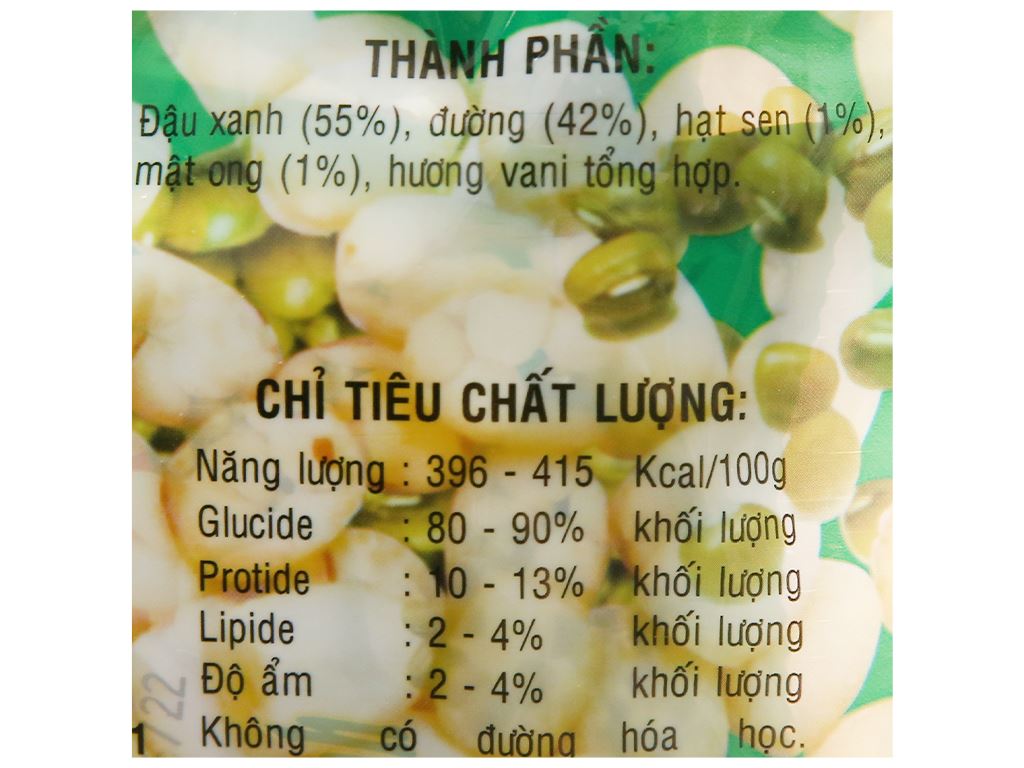 THÀNH PHẦN:
Đậu xanh (55%), đường (42%), hạt sen (1%),
mật ong (1%), hương vani tổng hợp.
CHỈ TIÊU CHẤT LƯỢNG:
Năng lượng : 396 - 415 Kcal/100g
Glucide : 80 - 90% khối lượng
Protide : 10 - 13% khối lượng
Lipide : 2 - 4% khối lượng
Độ ẩm : 2 - 4% khối lượng
Không có đường hóa học.
722
1